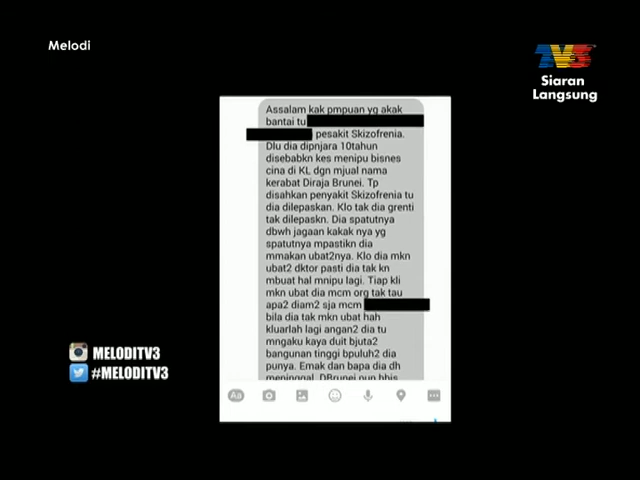 Melodi
TV3
Siaran
Langsung
Assalam kak pmpuan yg akak
bantai tu
pesakit Skizofrenia.
Dlu dia dipnjara 10tahun
disebabkn kes menipu bisnes
cina di KL dgn mjual nama
kerabat Diraja Brunei. Tp
disahkan penyakit Skizofrenia tu
dia dilepaskan. Klo tak dia grenti
tak dilepaskn. Dia spatutnya
dbwh jagaan kakak nya yg
spatutnya mpastikn dia
mmakan ubat2nya. Klo dia mkn
ubat2 dktor pasti dia tak kn
mbuat hal mnipu lagi. Tiap kli
mkn ubat dia mcm org tak tau
apa2 diam2 sja mcm
bila dia tak mkn ubat hah
kluarlah lagi angan2 dia tu
mngaku kaya duit bjuta2
bangunan tinggi bpuluh2 dia
punya. Emak dan bapa dia dh
meninggal. DBrunei pun bbis
Aa
MELODITV3
#MELODITV3